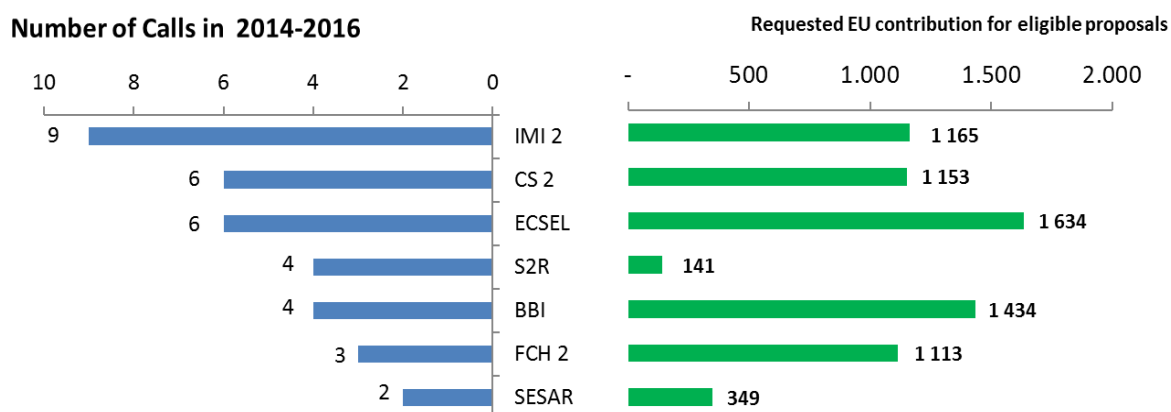 Number of Calls in 2014-2016
Requested EU contribution for eligible proposals
10 8 6 4 2 0
- 500 1.000 1.500 2.000
9 IMI 2 1 165
6 CS 2 1 153
6 ECSEL 1 634
4 S2R 141
4 BBI 1 434
3 FCH 2 1 113
2 SESAR 349